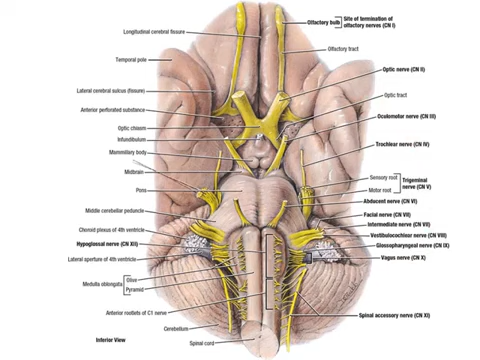 Longitudinal cerebral fissure
Temporal pole
Lateral cerebral sulcus (fissure)
Anterior perforated substance
Optic chiasm
Infundibulum
Mammillary body
Midbrain
Pons
Middle cerebellar peduncle
Choroid plexus of 4th ventricle
Hypoglossal nerve (CN XII)
Lateral aperture of 4th ventricle
Medulla oblongata
Olive
Pyramid
Anterior rootlets of C1 nerve
Cerebellum
Spinal cord
Inferior View
Olfactory bulb
Site of termination of
olfactory nerves (CN I)
Olfactory tract
Optic nerve (CN II)
Optic tract
Oculomotor nerve (CN III)
Trochlear nerve (CN IV)
Sensory root
Motor root
Trigeminal
nerve (CN V)
Abducent nerve (CN VI)
Facial nerve (CN VII)
Intermediate nerve (CN VII)
Vestibulocochlear nerve (CN VIII)
Glossopharyngeal nerve (CN IX)
Vagus nerve (CN X)
Spinal accessory nerve (CN XI)